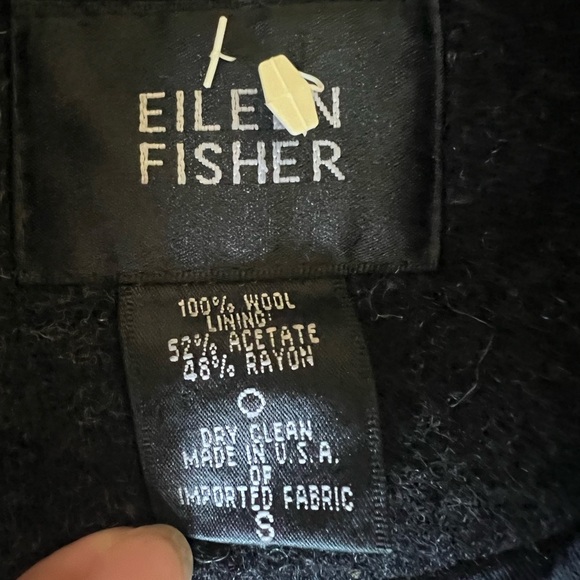 EILEEN
FISHER
100% WOOL
LINING:
52% ACETATE
48% RAYON
DRY CLEAN
MADE IN U.S.A.
OF
IMPORTED FABRIC
S